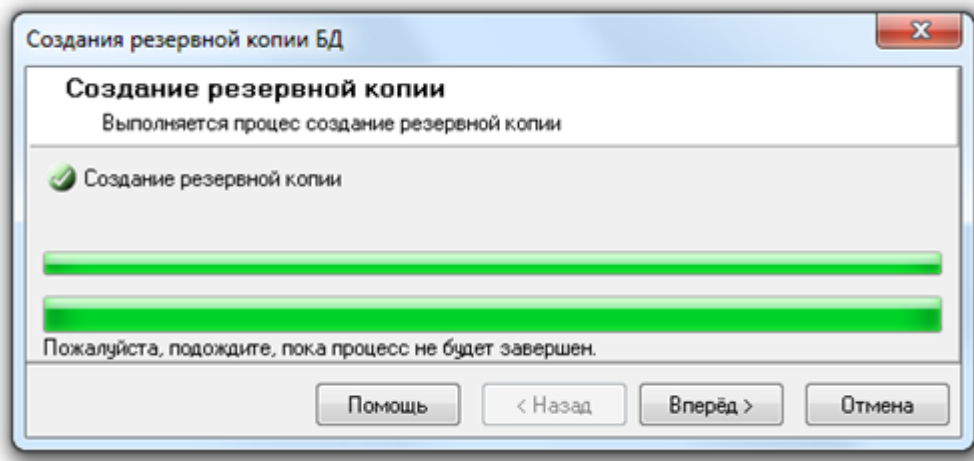 Создания резервной копии БД
Создание резервной копии
Выполняется процес создание резервной копии
Создание резервной копии
Пожалуйста, подождите, пока процесс не будет завершен.
Помощь < Назад Вперёд > Отмена